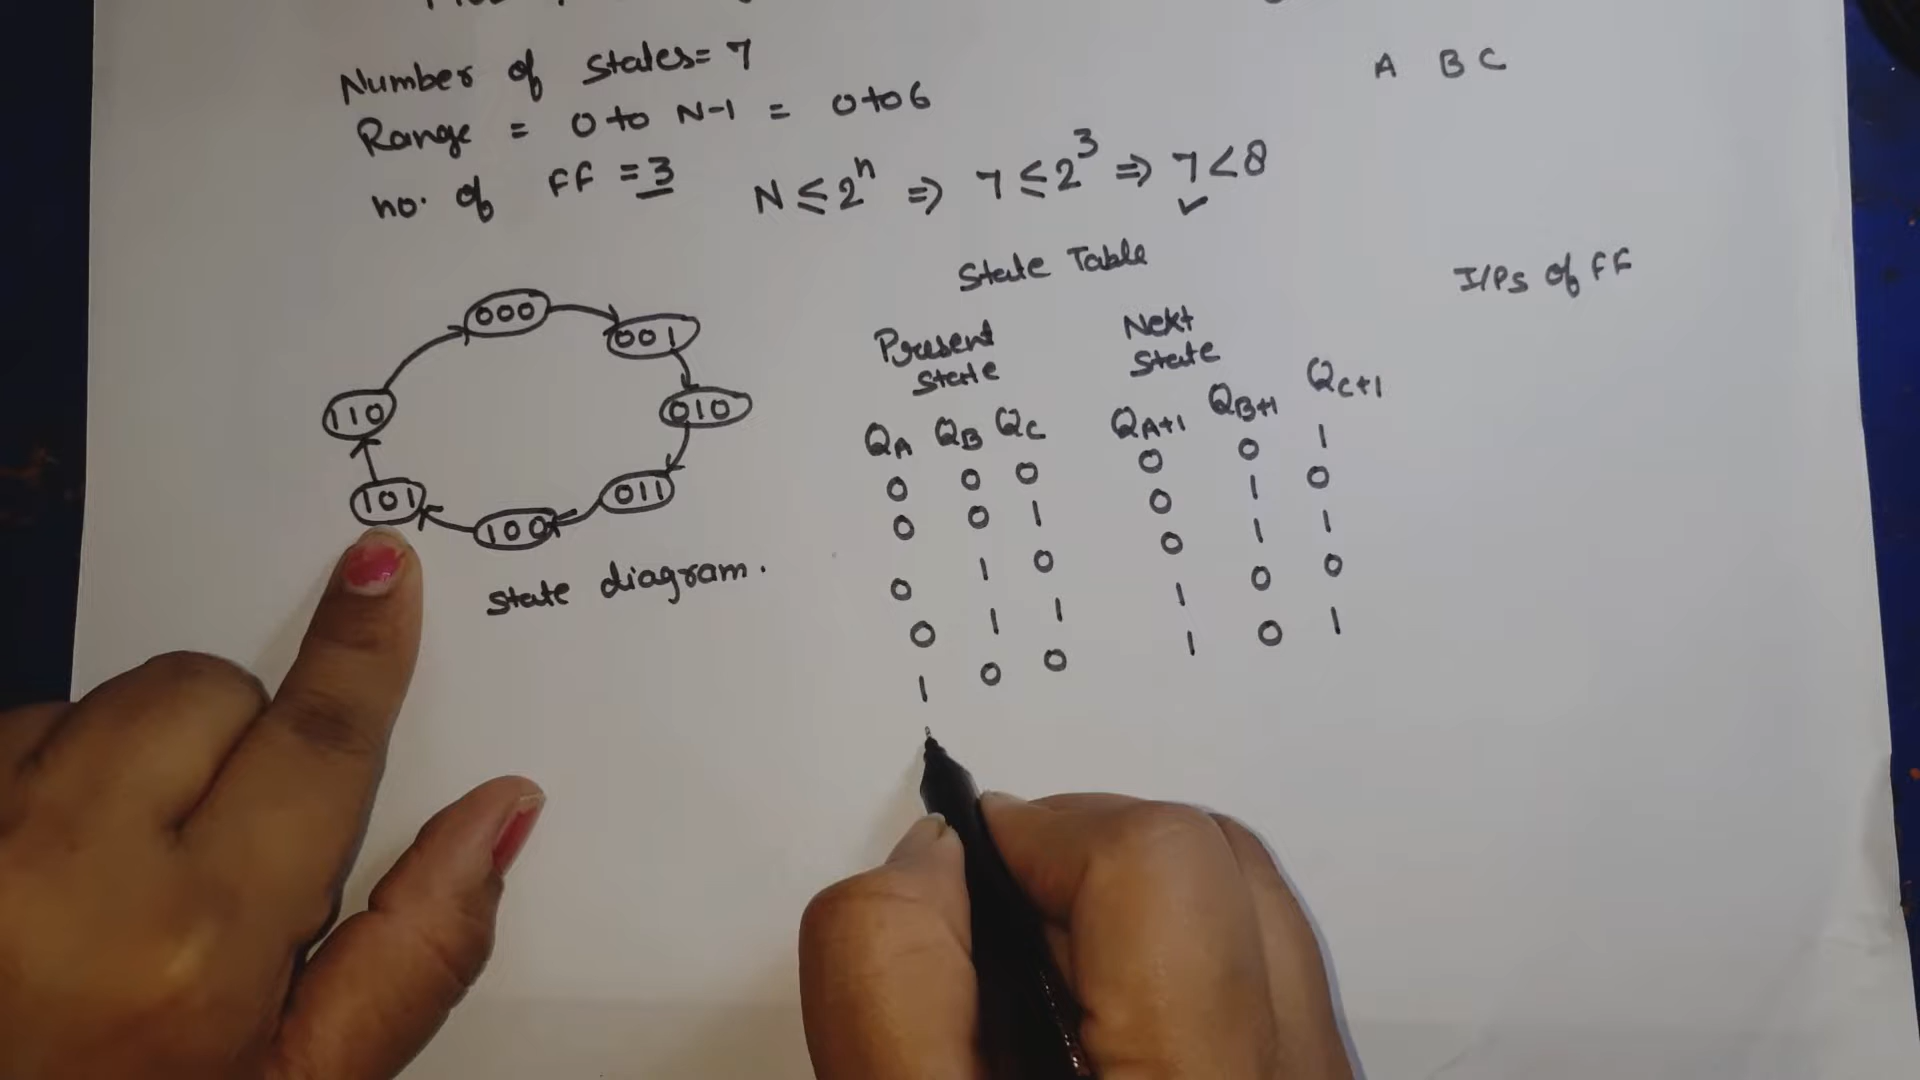 Number of States = 7
Range = 0 to N-1 = 0 to 6
no. of FF = 3 N ≤ 2^n ⇒ 7 ≤ 2^3 ⇒ 7 < 8 ✓
A B C
000
001
010
011
100
101
110
State diagram.
State Table
I/Ps of FF
Present State Next State
QA QB QC QA+1 QB+1 QC+1
0 0 0 0 0 1
0 0 1 0 1 0
0 1 0 0 1 1
0 1 1 1 0 0
1 0 0 1 0 1